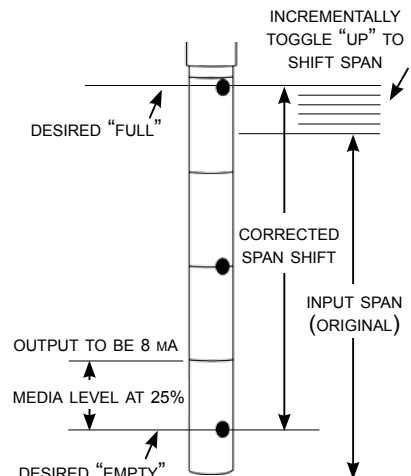 INCREMENTALLY
TOGGLE “UP” TO
SHIFT SPAN
DESIRED “FULL”
CORRECTED
SPAN SHIFT
INPUT SPAN
(ORIGINAL)
OUTPUT TO BE 8 MA
MEDIA LEVEL AT 25%
DESIRED “EMPTY”